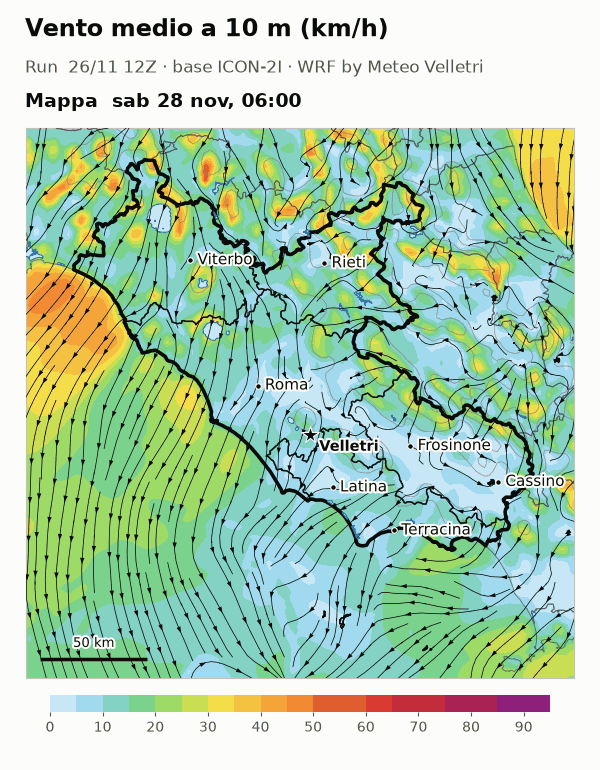 Vento medio a 10 m (km/h)
Run 26/11 12Z · base ICON-2I · WRF by Meteo Velletri
Mappa sab 28 nov, 06:00
Viterbo
Rieti
Roma
Velletri
Frosinone
Latina
Cassino
Terracina
50 km
0 10 20 30 40 50 60 70 80 90